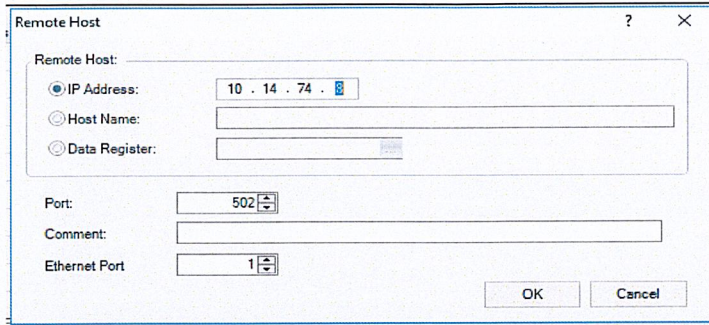 Remote Host ?
Remote Host:
IP Address: 10 . 14 . 74 . 8
Host Name:
Data Register:
Port: 502
Comment:
Ethernet Port 1
OK Cancel